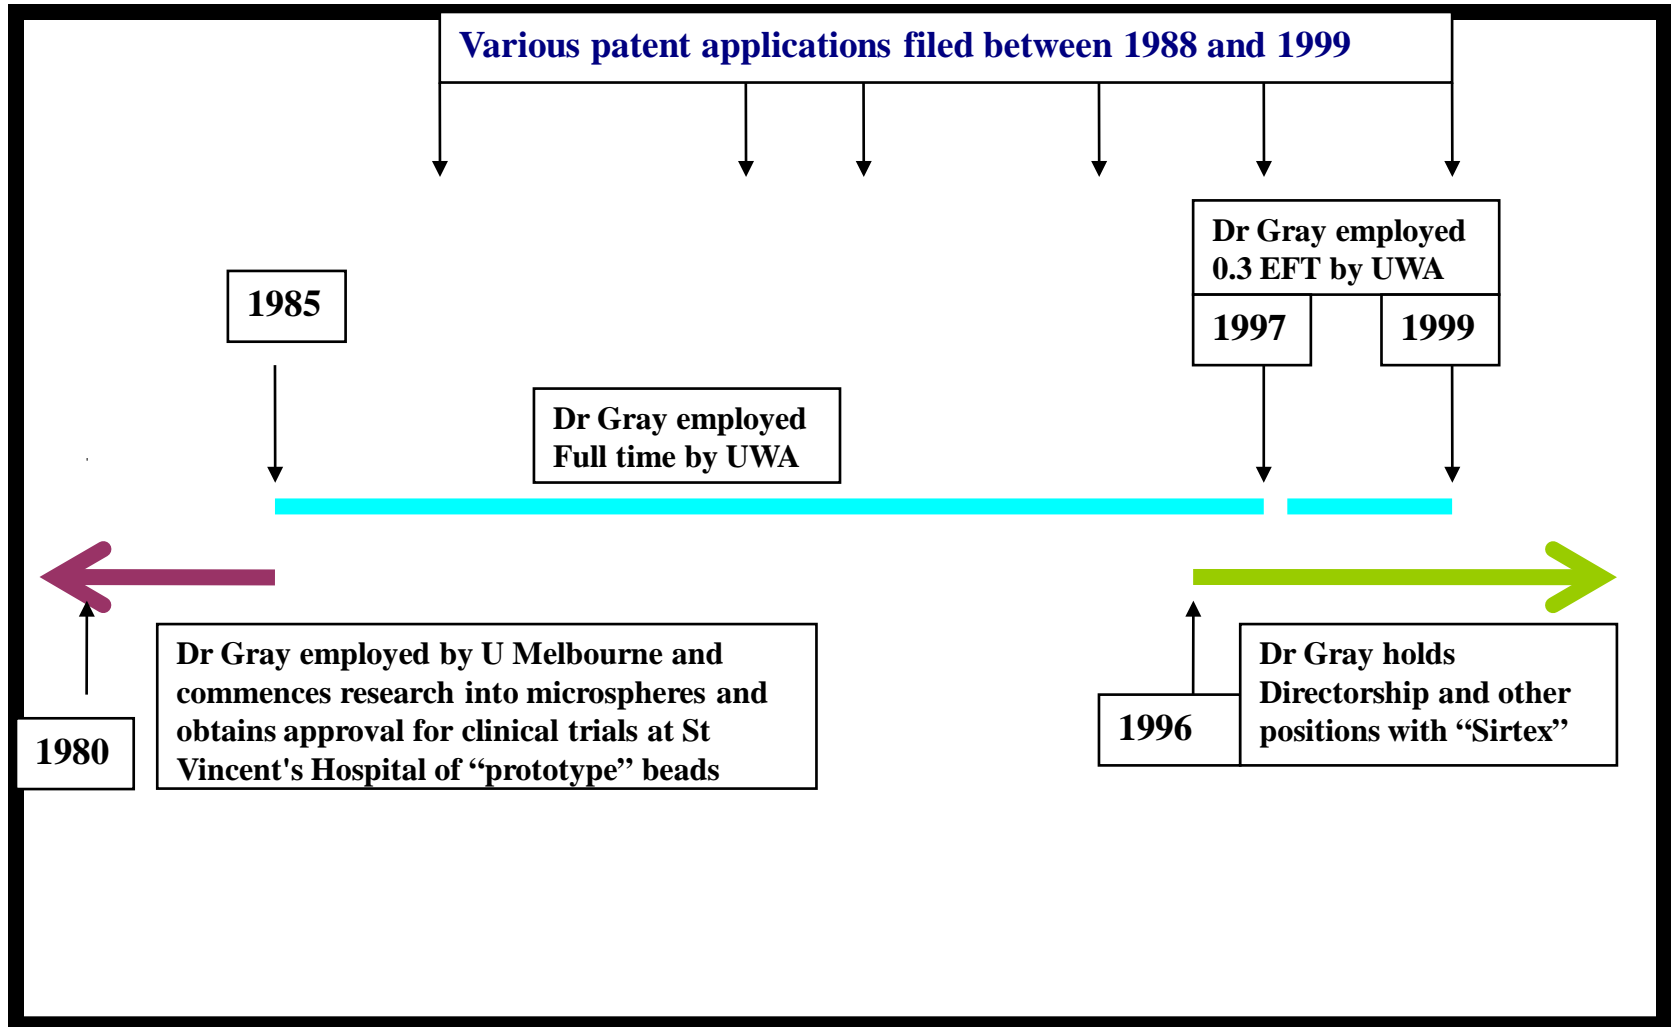 Various patent applications filed between 1988 and 1999
Dr Gray employed
0.3 EFT by UWA
1985
1997
1999
Dr Gray employed
Full time by UWA
Dr Gray employed by U Melbourne and
commences research into microspheres and
obtains approval for clinical trials at St
Vincent's Hospital of “prototype” beads
1980
Dr Gray holds
Directorship and other
positions with “Sirtex”
1996